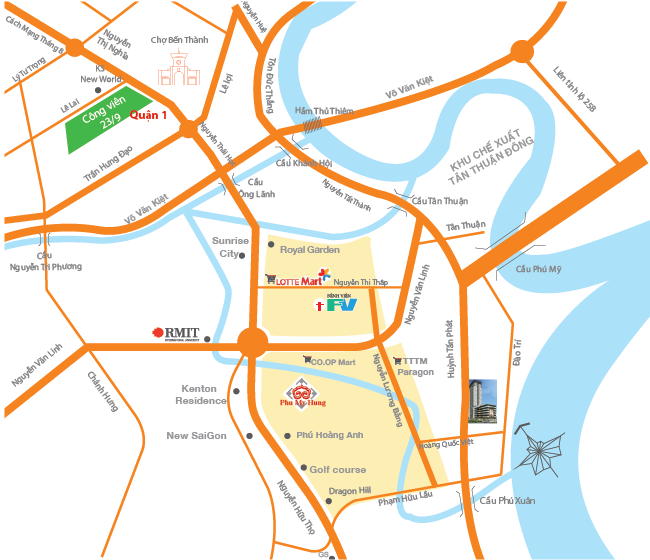 Cách Mạng Tháng 8
Nguyễn
Thị Nghĩa
Chợ Bến Thành
Nguyễn Huệ
Lý Tự Trọng
KS
New World
Lê Lợi
Tôn Đức Thắng
Võ Văn Kiệt
Liên tỉnh lộ 25B
Lê Lai
Công viên
23/9
Quận 1
Hầm Thủ Thiêm
Nguyễn Thái Học
KHU CHẾ XUẤT
TÂN THUẬN ĐÔNG
Trần Hưng Đạo
Cầu Khánh Hội
Cầu
Ông Lãnh
Nguyễn Tất Thành
Cầu Tân Thuận
Võ Văn Kiệt
Tân Thuận
Cầu
Nguyễn Tri Phương
Sunrise
City
Royal Garden
Cầu Phú Mỹ
LOTTE Mart
Nguyễn Thị Thập
BỆNH VIỆN
FV
Nguyễn Văn Linh
RMIT
INTERNATIONAL UNIVERSITY
Huỳnh Tấn Phát
Đào Trí
Nguyễn Văn Linh
CO.OP Mart
TTTM
Paragon
Chánh Hưng
Kenton
Residence
Phu My Hung
Nguyễn Lương Bằng
New SaiGon
Phú Hoàng Anh
Hoàng Quốc Việt
Golf course
Dragon Hill
Phạm Hữu Lầu
Cầu Phú Xuân
Nguyễn Hữu Thọ
GS